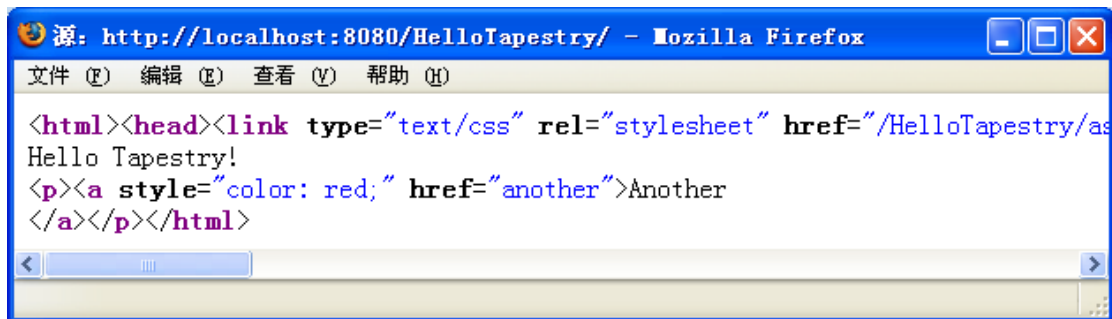 源: http://localhost:8080/HelloTapestry/ - Mozilla Firefox
文件 (F) 编辑 (E) 查看 (V) 帮助 (H)
<html><head><link type="text/css" rel="stylesheet" href="/HelloTapestry/as
Hello Tapestry!
<p><a style="color: red;" href="another">Another
</a></p></html>